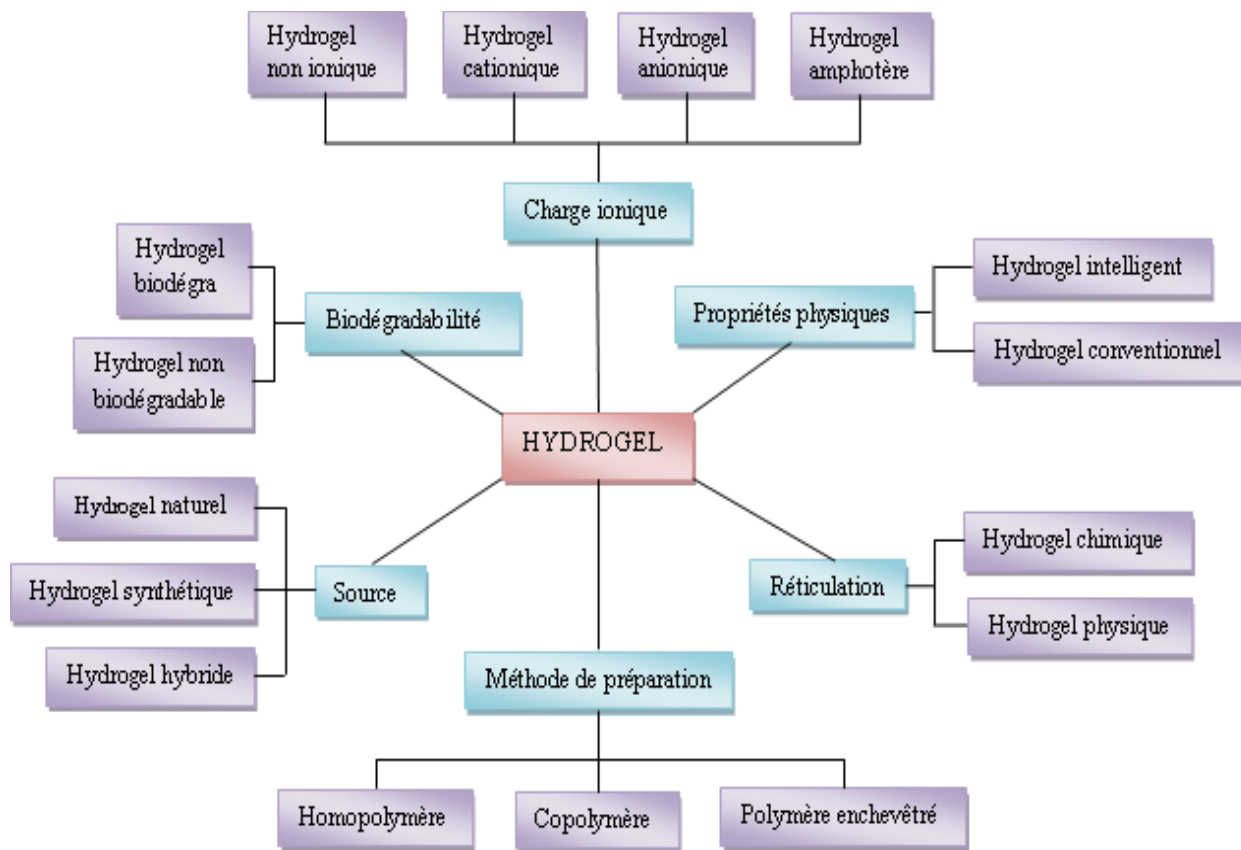 Hydrogel
non ionique
Hydrogel
cationique
Hydrogel
anionique
Hydrogel
amphotère
Charge ionique
Hydrogel
biodégra
Hydrogel non
biodégradable
Biodégradabilité
Propriétés physiques
Hydrogel intelligent
Hydrogel conventionnel
HYDROGEL
Hydrogel naturel
Hydrogel synthétique
Hydrogel hybride
Source
Réticulation
Hydrogel chimique
Hydrogel physique
Méthode de préparation
Homopolymère
Copolymère
Polymère enchevêtré